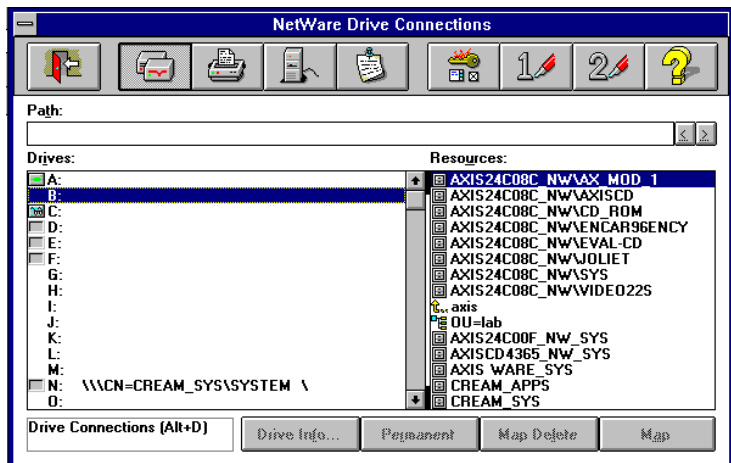 NetWare Drive Connections
1
2
?
Path:
< >
Drives:
A:
B:
C:
D:
E:
F:
G:
H:
I:
J:
K:
L:
M:
N: \\\CN=CREAM_SYS\SYSTEM \
O:
Resources:
AXIS24C08C_NW\AX_MOD_1
AXIS24C08C_NW\AXISCD
AXIS24C08C_NW\CD_ROM
AXIS24C08C_NW\ENCAR96ENCY
AXIS24C08C_NW\EVAL-CD
AXIS24C08C_NW\JOLIET
AXIS24C08C_NW\SYS
AXIS24C08C_NW\VIDEO22S
axis
OU=lab
AXIS24C00F_NW_SYS
AXISCD4365_NW_SYS
AXIS WARE_SYS
CREAM_APPS
CREAM_SYS
Drive Connections (Alt+D)
Drive Info...
Permanent
Map Delete
Map